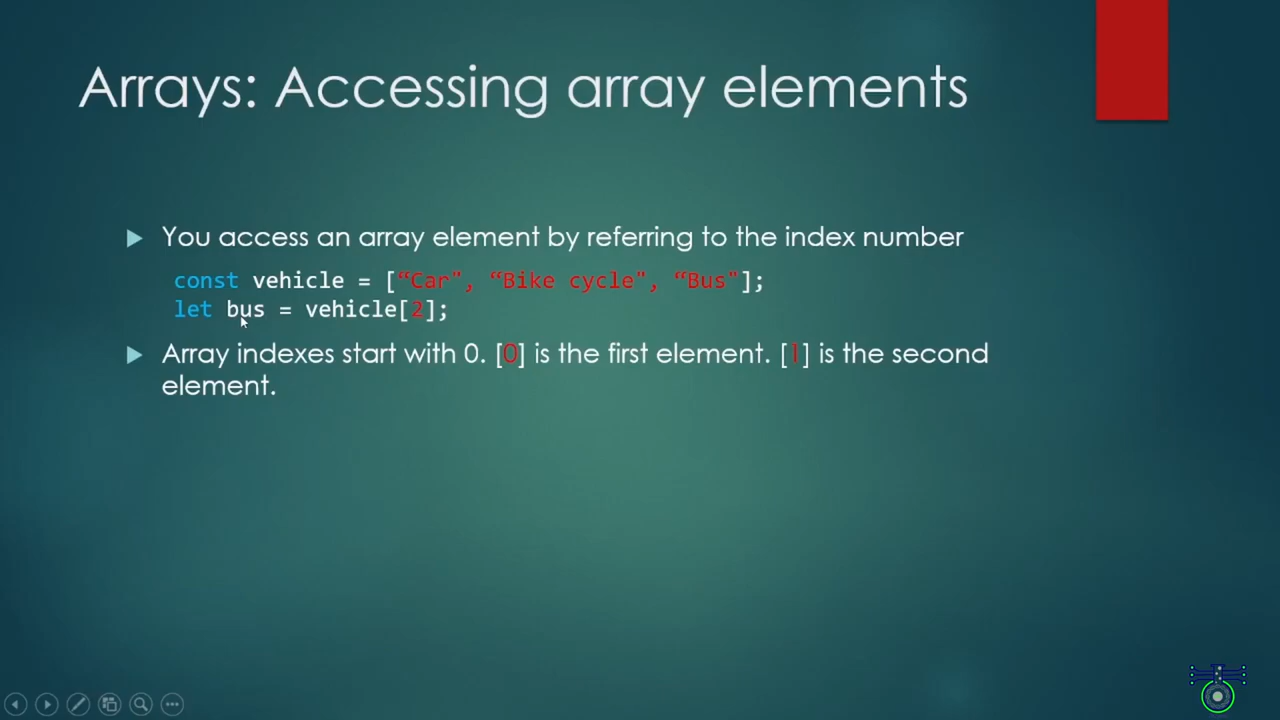 Arrays: Accessing array elements
You access an array element by referring to the index number
const vehicle = [“Car", “Bike cycle", “Bus"];
let bus = vehicle[2];
Array indexes start with 0. [0] is the first element. [1] is the second
element.